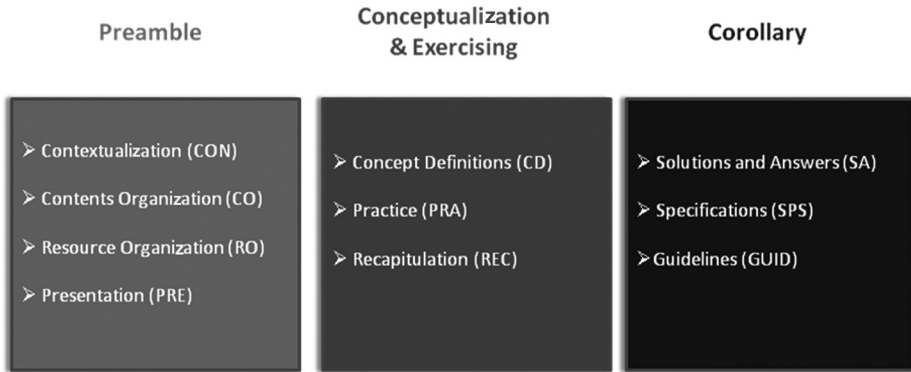 Preamble
Conceptualization
& Exercising
Corollary
➢ Contextualization (CON)
➢ Contents Organization (CO)
➢ Resource Organization (RO)
➢ Presentation (PRE)
➢ Concept Definitions (CD)
➢ Practice (PRA)
➢ Recapitulation (REC)
➢ Solutions and Answers (SA)
➢ Specifications (SPS)
➢ Guidelines (GUID)